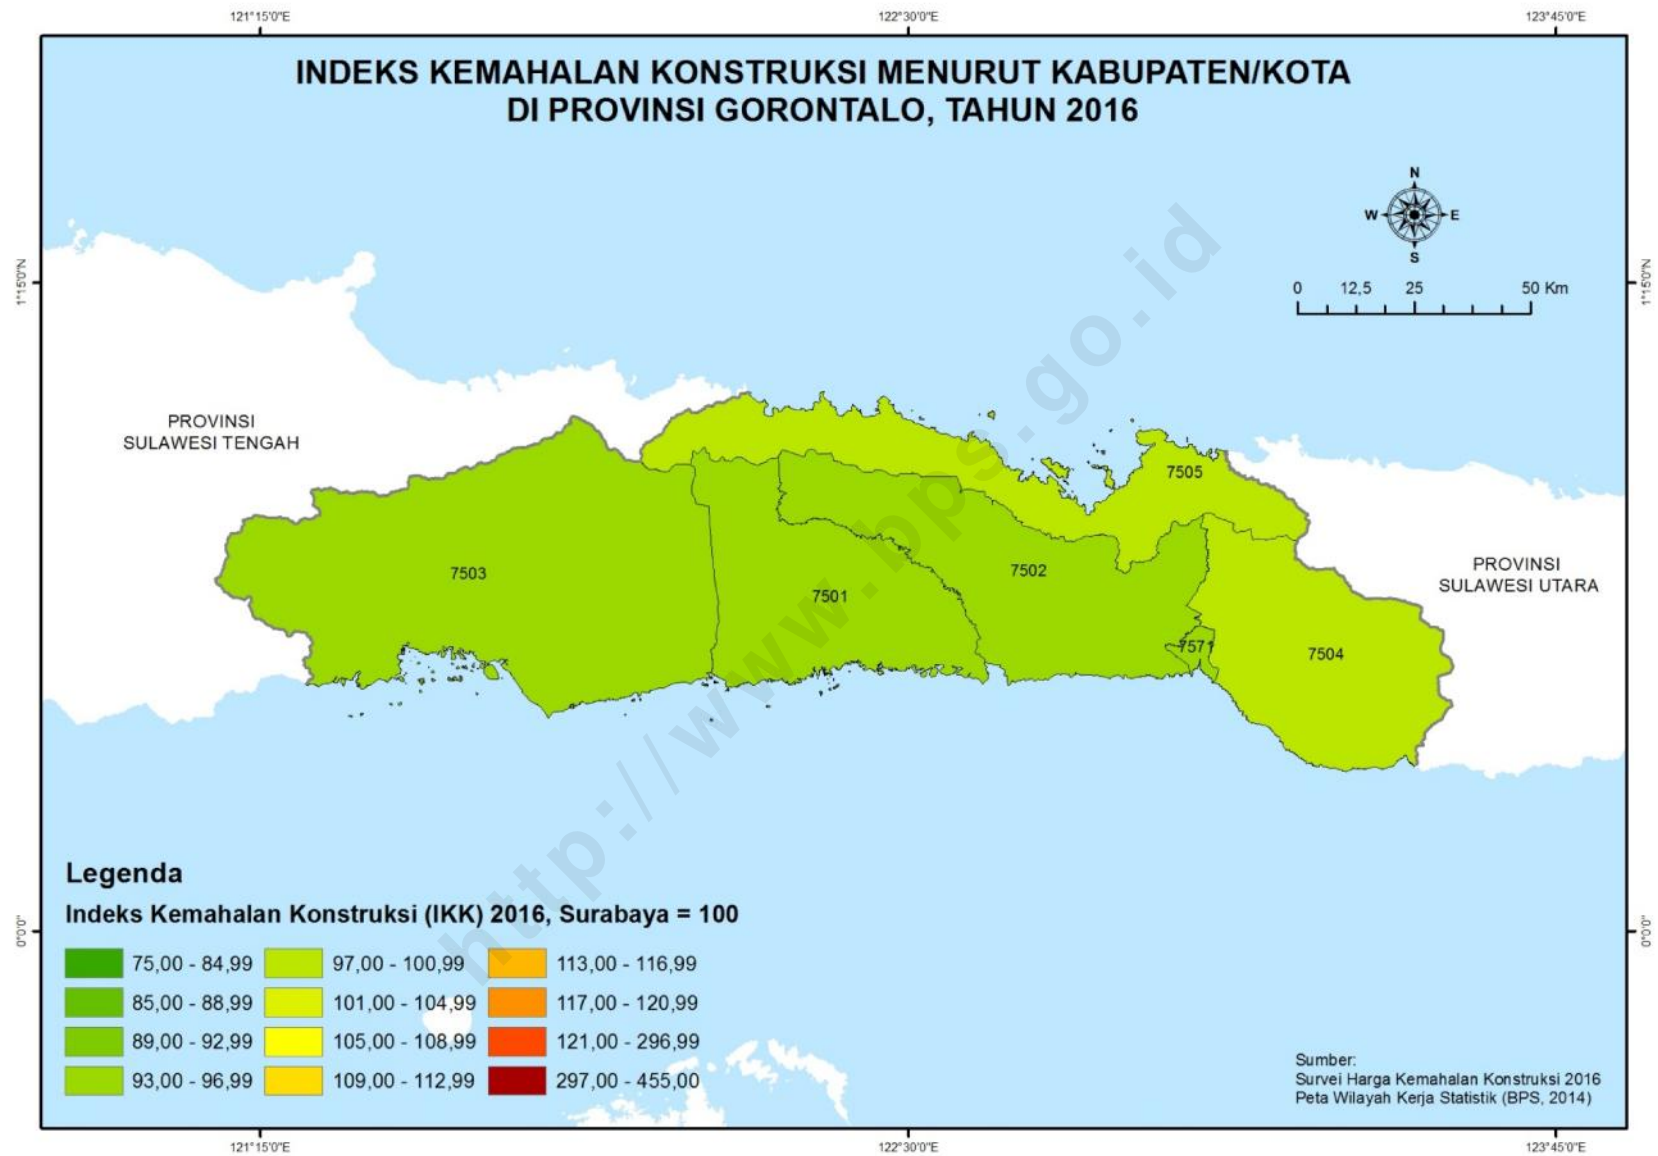 121°15'0"E
122°30'0"E
123°45'0"E
INDEKS KEMAHALAN KONSTRUKSI MENURUT KABUPATEN/KOTA
DI PROVINSI GORONTALO, TAHUN 2016
N
W E
S
1°15'0"N
1°15'0"N
0 12,5 25 50 Km
PROVINSI
SULAWESI TENGAH
7505
7503
7502
7501
PROVINSI
SULAWESI UTARA
7571
7504
http://www.bps.go.id
Legenda
Indeks Kemahalan Konstruksi (IKK) 2016, Surabaya = 100
0°0'0"
0°0'0"
75,00 - 84,99 97,00 - 100,99 113,00 - 116,99
85,00 - 88,99 101,00 - 104,99 117,00 - 120,99
89,00 - 92,99 105,00 - 108,99 121,00 - 296,99
93,00 - 96,99 109,00 - 112,99 297,00 - 455,00
Sumber:
Survei Harga Kemahalan Konstruksi 2016
Peta Wilayah Kerja Statistik (BPS, 2014)
121°15'0"E
122°30'0"E
123°45'0"E